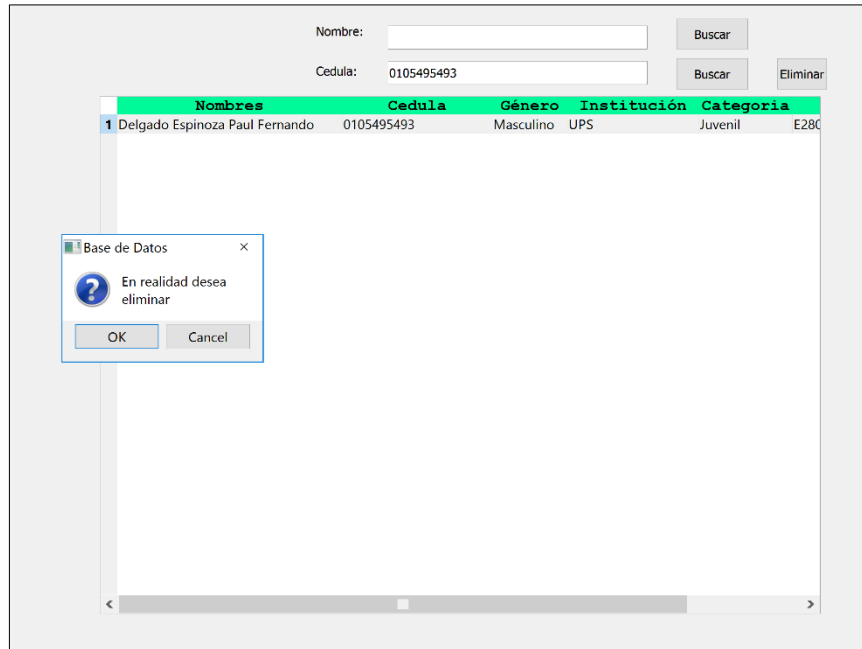 Nombre:
Buscar
Cedula:
0105495493
Buscar
Eliminar
Nombres Cedula Género Institución Categoria
1 Delgado Espinoza Paul Fernando 0105495493 Masculino UPS Juvenil E280
Base de Datos
En realidad desea
eliminar
OK
Cancel